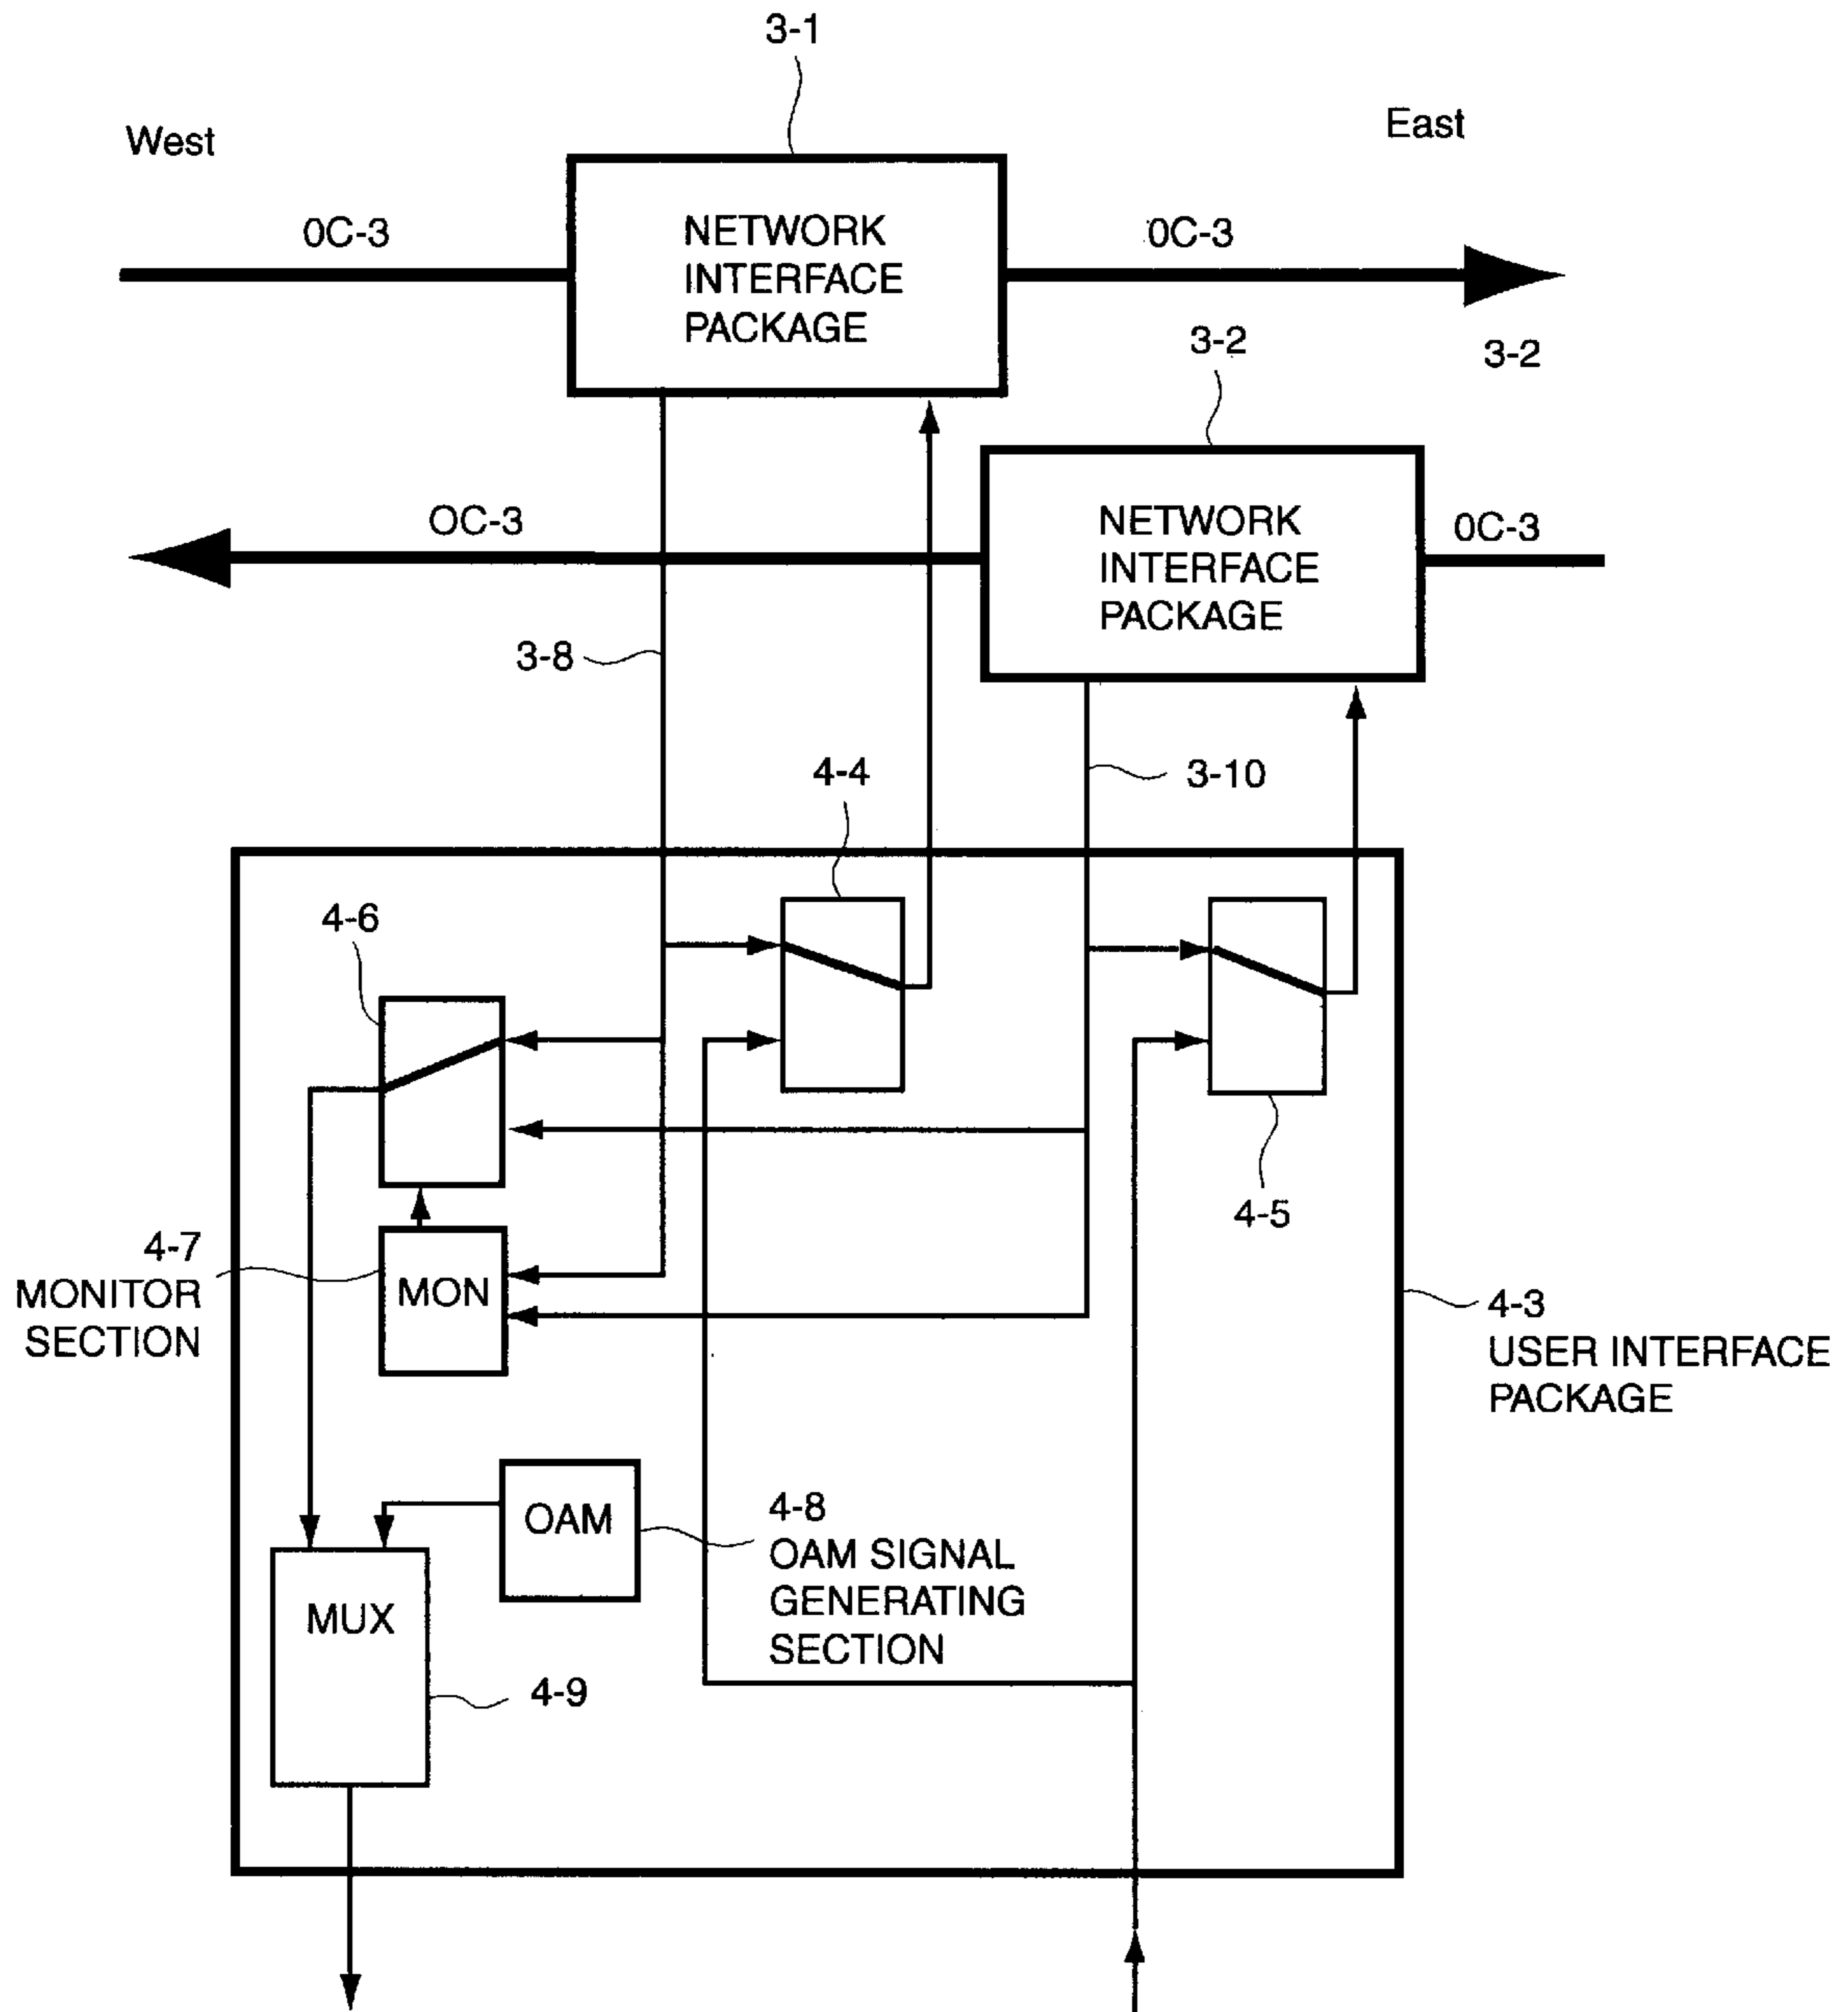 3-1
West
East
0C-3
NETWORK
INTERFACE
PACKAGE
0C-3
3-2
3-2
OC-3
NETWORK
INTERFACE
PACKAGE
0C-3
3-8
3-10
4-4
4-6
4-5
4-7
MONITOR
SECTION
MON
4-3
USER INTERFACE
PACKAGE
OAM
4-8
OAM SIGNAL
GENERATING
SECTION
MUX
4-9